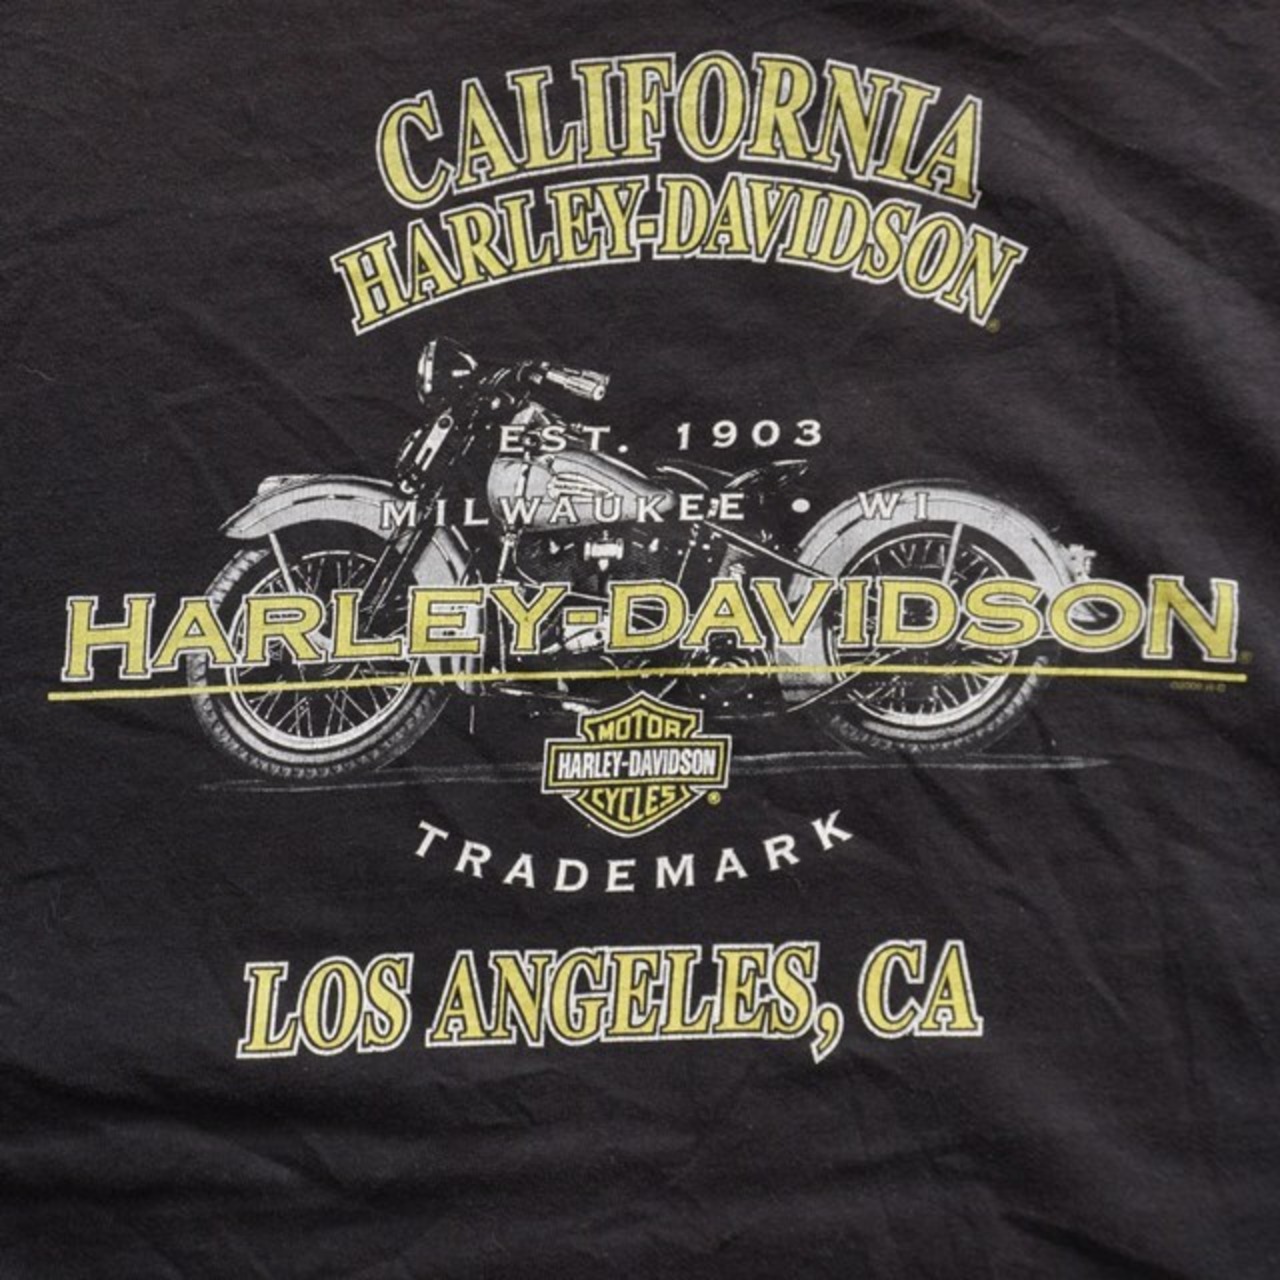 CALIFORNIA
HARLEY-DAVIDSON®
EST. 1903
MILWAUKEE • WI
HARLEY-DAVIDSON®
MOTOR
HARLEY-DAVIDSON
CYCLES®
TRADEMARK
LOS ANGELES, CA